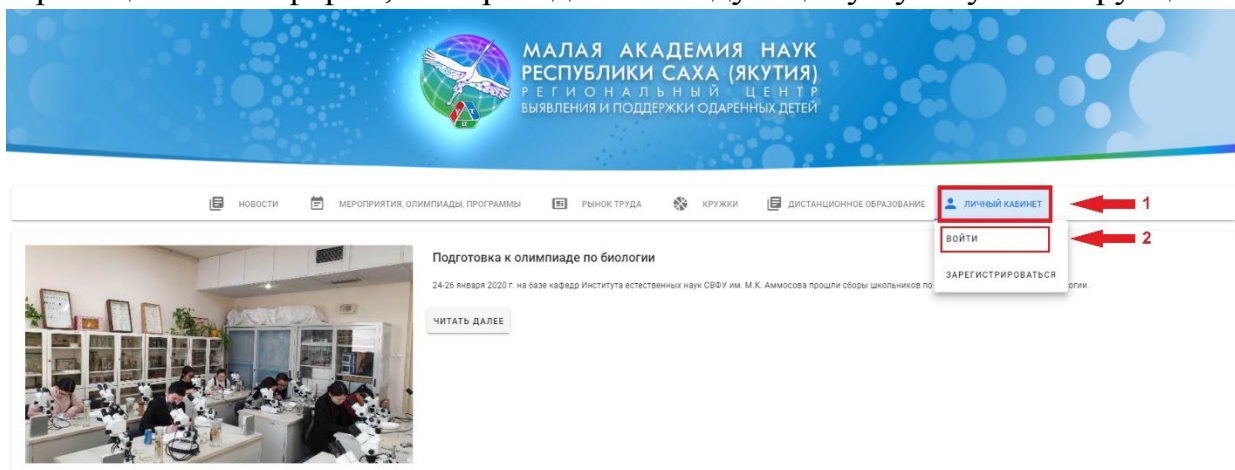 МАЛАЯ АКАДЕМИЯ НАУК
РЕСПУБЛИКИ САХА (ЯКУТИЯ)
РЕГИОНАЛЬНЫЙ ЦЕНТР
ВЫЯВЛЕНИЯ И ПОДДЕРЖКИ ОДАРЕННЫХ ДЕТЕЙ
НОВОСТИ МЕРОПРИЯТИЯ, ОЛИМПИАДЫ, ПРОГРАММЫ РЫНОК ТРУДА КРУЖКИ ДИСТАНЦИОННОЕ ОБРАЗОВАНИЕ ЛИЧНЫЙ КАБИНЕТ 1
ВОЙТИ 2
ЗАРЕГИСТРИРОВАТЬСЯ
Подготовка к олимпиаде по биологии
24-26 января 2020 г. на базе кафедр Института естественных наук СВФУ им. М.К. Аммосова прошли сборы школьников по
ЧИТАТЬ ДАЛЕЕ